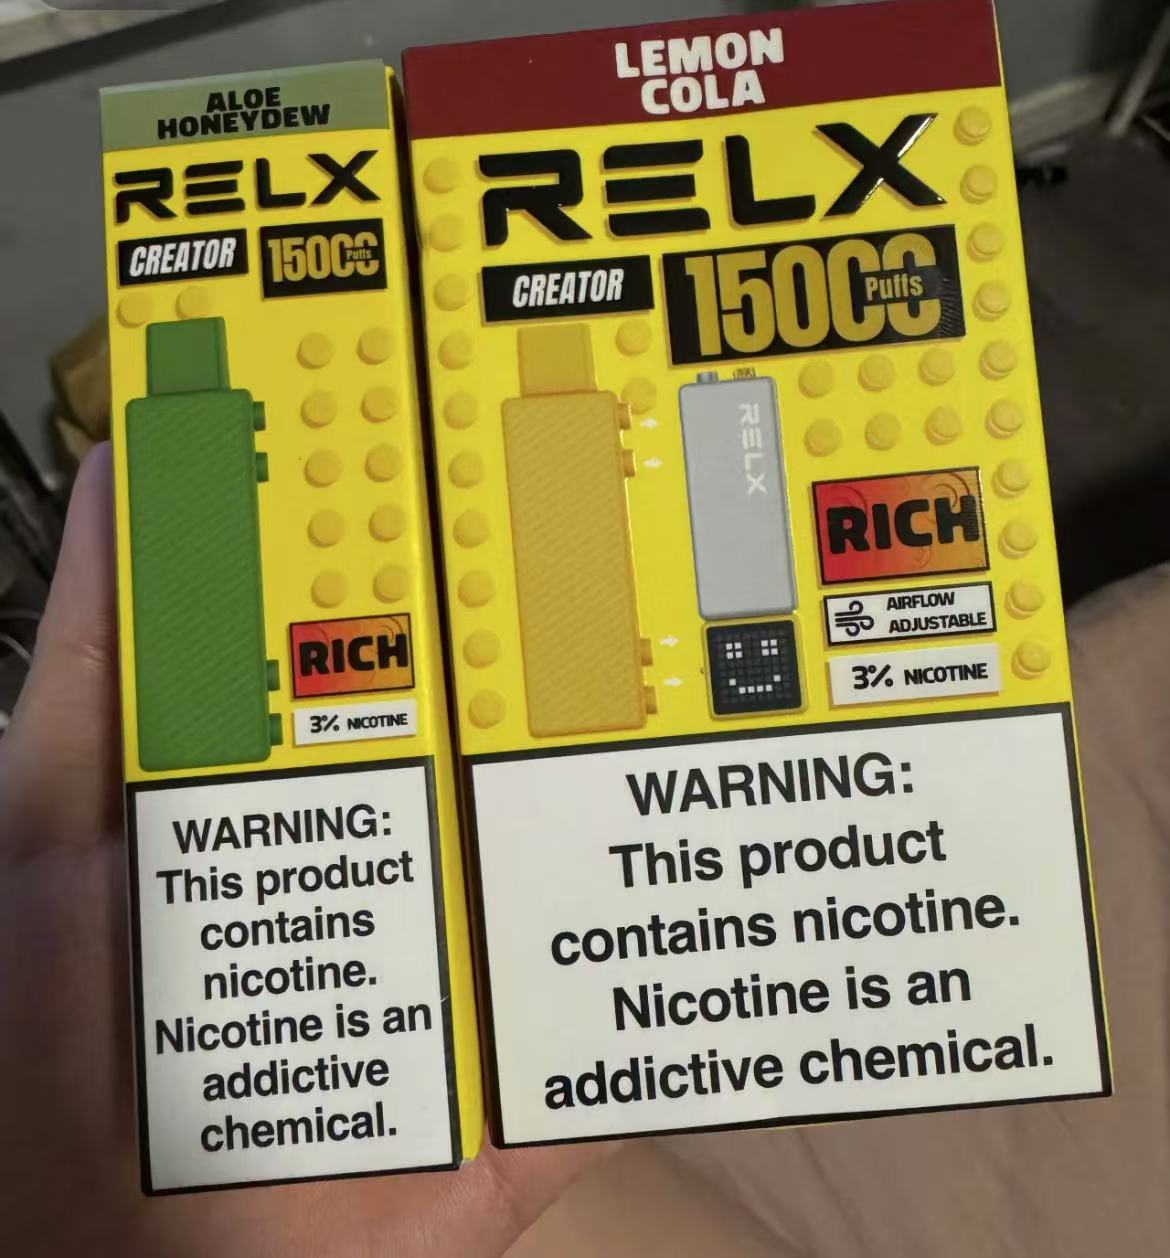 ALOE
HONEYDEW
RELX
CREATOR
15000
Puffs
RICH
3% NICOTINE
WARNING:
This product
contains
nicotine.
Nicotine is an
addictive
chemical.
LEMON
COLA
RELX
CREATOR
15000
Puffs
RELX
RICH
AIRFLOW
ADJUSTABLE
3% NICOTINE
WARNING:
This product
contains nicotine.
Nicotine is an
addictive chemical.